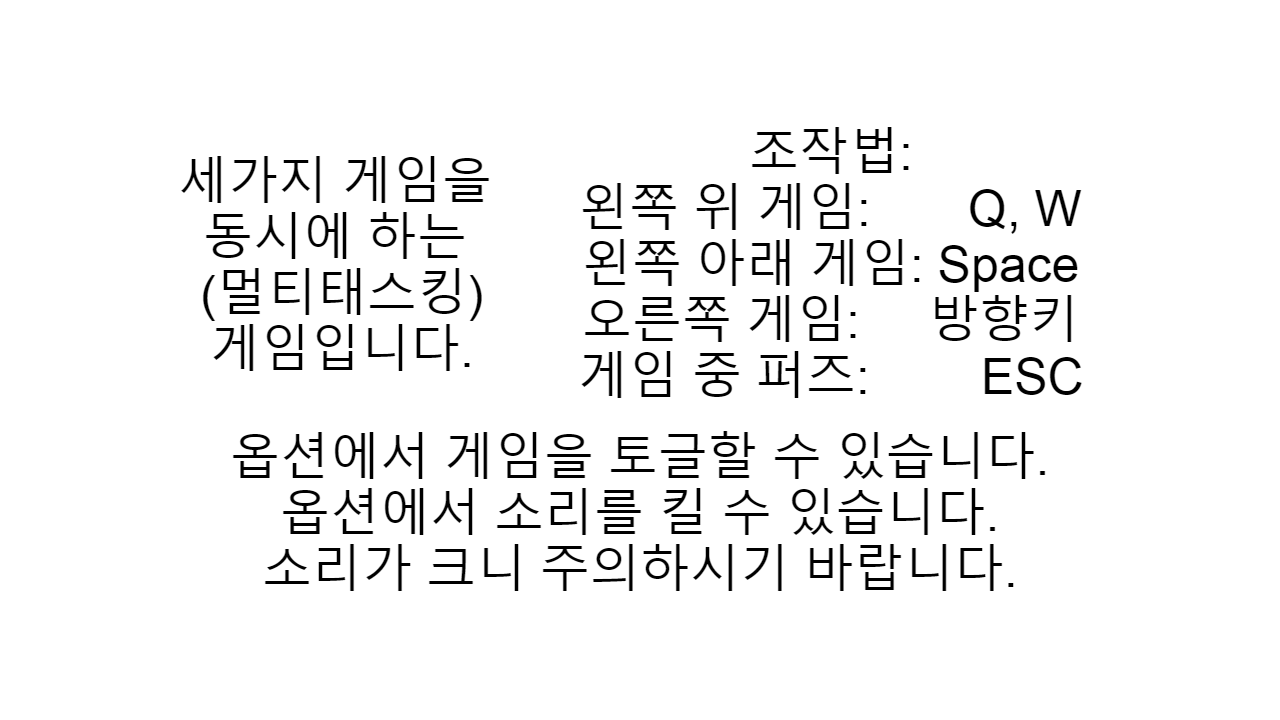 세가지 게임을
동시에 하는
(멀티태스킹)
게임입니다.
조작법:
왼쪽 위 게임: Q, W
왼쪽 아래 게임: Space
오른쪽 게임: 방향키
게임 중 퍼즈: ESC
옵션에서 게임을 토글할 수 있습니다.
옵션에서 소리를 킬 수 있습니다.
소리가 크니 주의하시기 바랍니다.